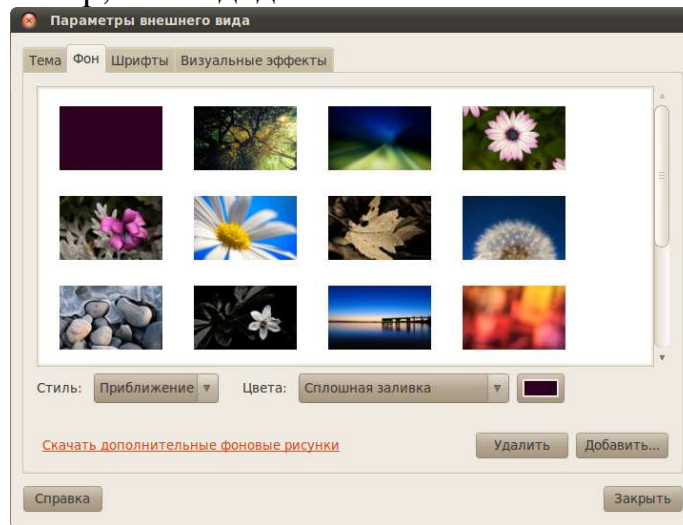 Параметры внешнего вида
Тема Фон Шрифты Визуальные эффекты
Стиль: Приближение Цвета: Сплошная заливка
Скачать дополнительные фоновые рисунки Удалить Добавить...
Справка Закрыть